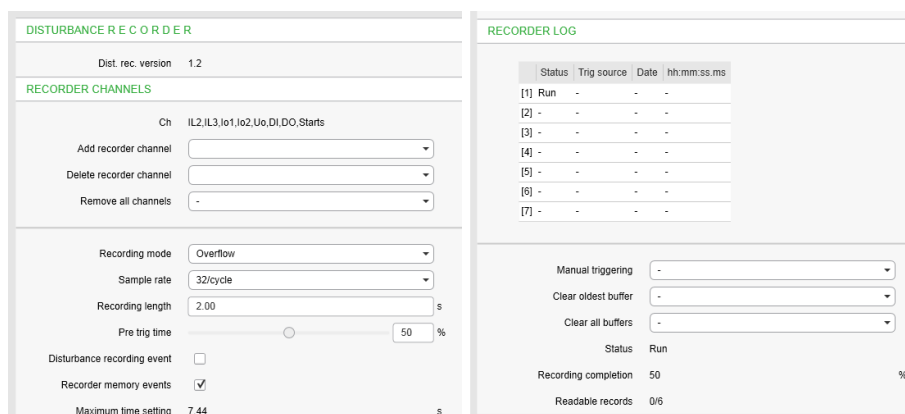 DISTURBANCE R E C O R D E R
Dist. rec. version 1.2
RECORDER CHANNELS
Ch IL2,IL3,Io1,Io2,Uo,DI,DO,Starts
Add recorder channel
Delete recorder channel
Remove all channels -
Recording mode Overflow
Sample rate 32/cycle
Recording length 2.00 s
Pre trig time 50 %
Disturbance recording event
Recorder memory events
Maximum time setting 7.44 s
RECORDER LOG
Status Trig source Date hh:mm:ss.ms
[1] Run - - -
[2] - - - -
[3] - - - -
[4] - - - -
[5] - - - -
[6] - - - -
[7] - - - -
Manual triggering -
Clear oldest buffer -
Clear all buffers -
Status Run
Recording completion 50 %
Readable records 0/6